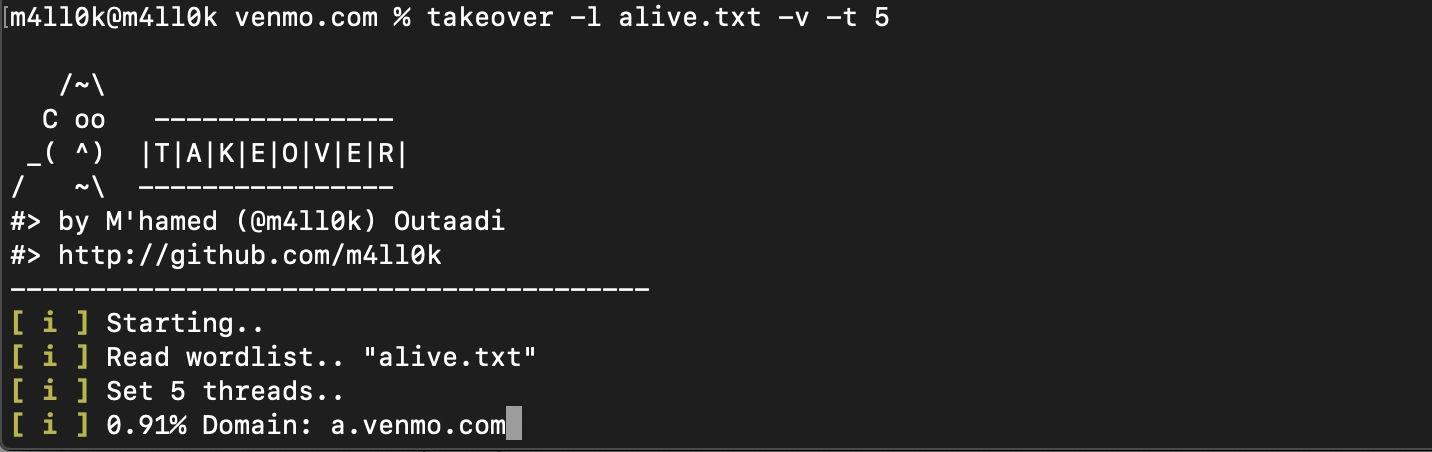 m4ll0k@m4ll0k venmo.com % takeover -l alive.txt -v -t 5
   /~\
  C oo   ---------------
 _( ^)  |T|A|K|E|O|V|E|R|
/   ~\  ----------------
#> by M'hamed (@m4ll0k) Outaadi
#> http://github.com/m4ll0k
----------------------------------------
[ i ] Starting..
[ i ] Read wordlist.. "alive.txt"
[ i ] Set 5 threads..
[ i ] 0.91% Domain: a.venmo.com